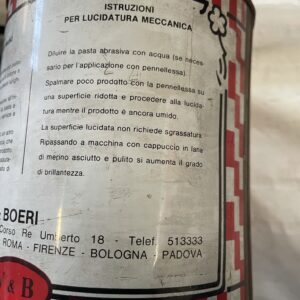 ISTRUZIONI
PER LUCIDATURA MECCANICA
Diluire la pasta abrasiva con acqua (se neces-
sario per l'applicazione con pennellessa).
Spalmare poco prodotto con la pennellessa su
una superficie ridotta e procedere alla lucida-
tura mentre il prodotto è ancora umido.
La superficie lucidata non richiede sgrassatura.
Ripassando a macchina con cappuccio in lana
di merino asciutto e pulito si aumenta il grado
di brillantezza.
BOERI
Corso Re Umberto 18 - Telef. 513333
ROMA - FIRENZE - BOLOGNA - PADOVA
& B